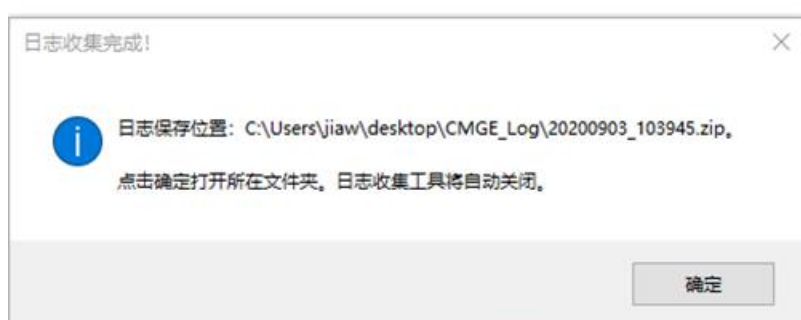 日志收集完成!
日志保存位置：C:\Users\jiaw\desktop\CMGE_Log\20200903_103945.zip。
点击确定打开所在文件夹。日志收集工具将自动关闭。
确定